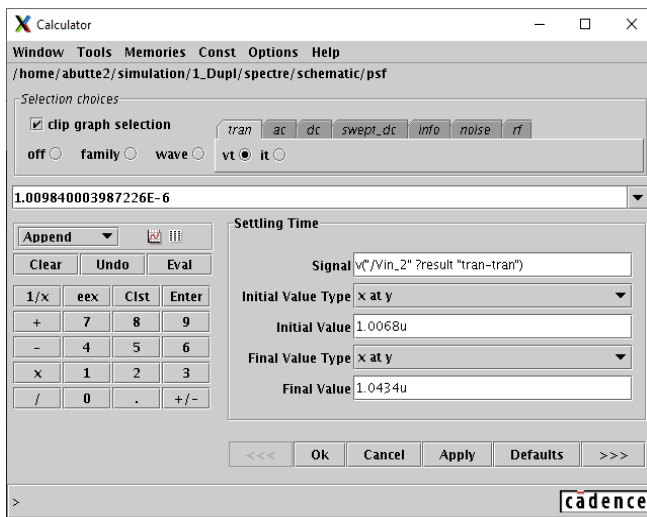 Calculator
Window Tools Memories Const Options Help
/home/abutte2/simulation/1_Dupl/spectre/schematic/psf
Selection choices
clip graph selection
off family wave
tran ac dc swept_dc info noise rf
vt it
1.009840003987226E-6
Append
Clear Undo Eval
1/x eex Clst Enter
+ 7 8 9
- 4 5 6
x 1 2 3
/ 0 . +/-
Settling Time
Signal v("/Vin_2" ?result "tran-tran")
Initial Value Type x at y
Initial Value 1.0068u
Final Value Type x at y
Final Value 1.0434u
<<< Ok Cancel Apply Defaults >>>
>
cādence